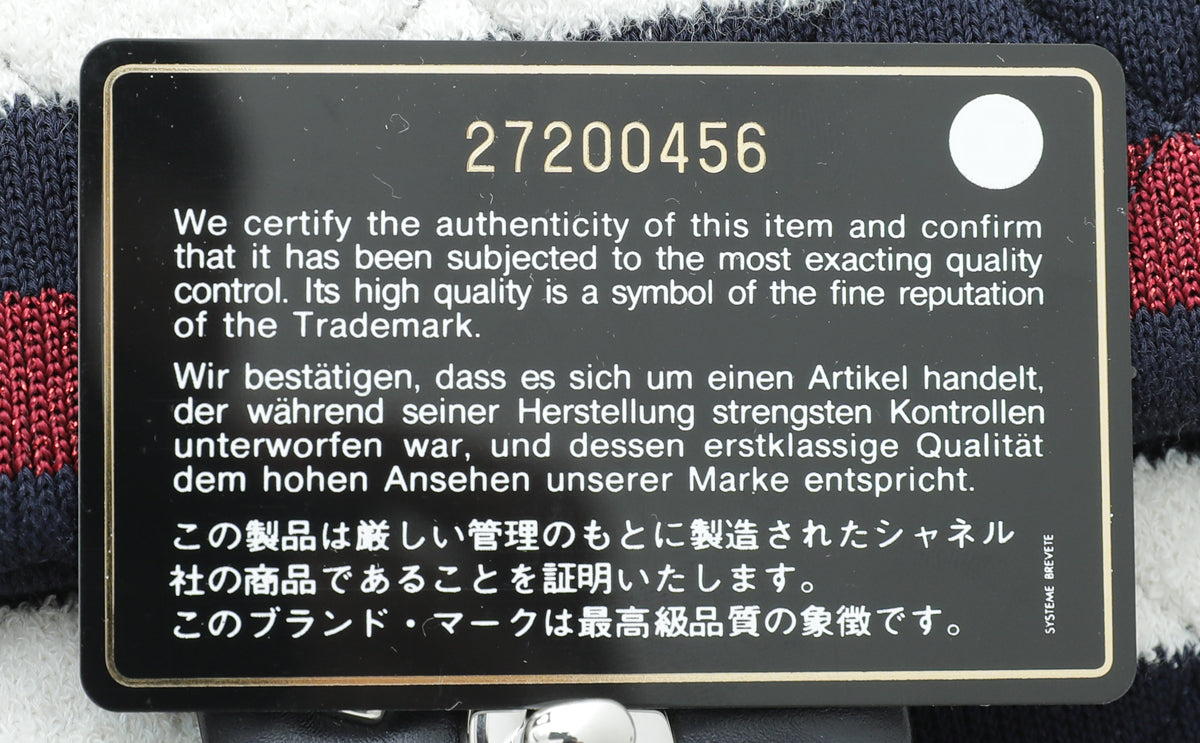 27200456
We certify the authenticity of this item and confirm
that it has been subjected to the most exacting quality
control. Its high quality is a symbol of the fine reputation
of the Trademark.
Wir bestätigen, dass es sich um einen Artikel handelt,
der während seiner Herstellung strengsten Kontrollen
unterworfen war, und dessen erstklassige Qualität
dem hohen Ansehen unserer Marke entspricht.
この製品は厳しい管理のもとに製造されたシャネル
社の商品であることを証明いたします。
このブランド・マークは最高級品質の象徴です。
SYSTEME BREVETE